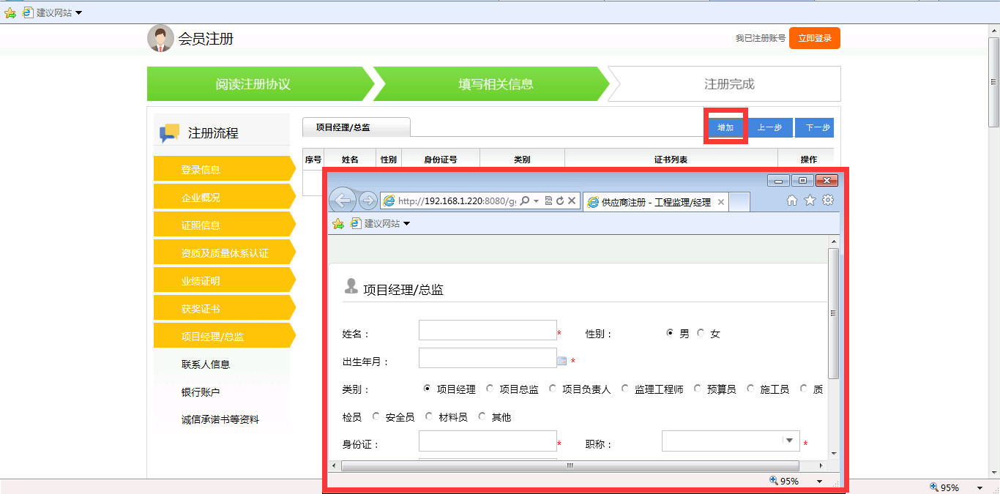 建议网站
会员注册
我已注册账号 立即登录
阅读注册协议 填写相关信息 注册完成
注册流程
登录信息
企业概况
证照信息
资质及质量体系认证
业绩证明
获奖证书
项目经理/总监
联系人信息
银行账户
诚信承诺书等资料
项目经理/总监 增加 上一步 下一步
序号 姓名 性别 身份证号 类别 证书列表 操作
http://192.168.1.220:8080/g 供应商注册 - 工程监理/经理
建议网站
项目经理/总监
姓名： * 性别： 男 女
出生年月： *
类别： 项目经理 项目总监 项目负责人 监理工程师 预算员 施工员 质
检员 安全员 材料员 其他
身份证： * 职称： *
95%
95%